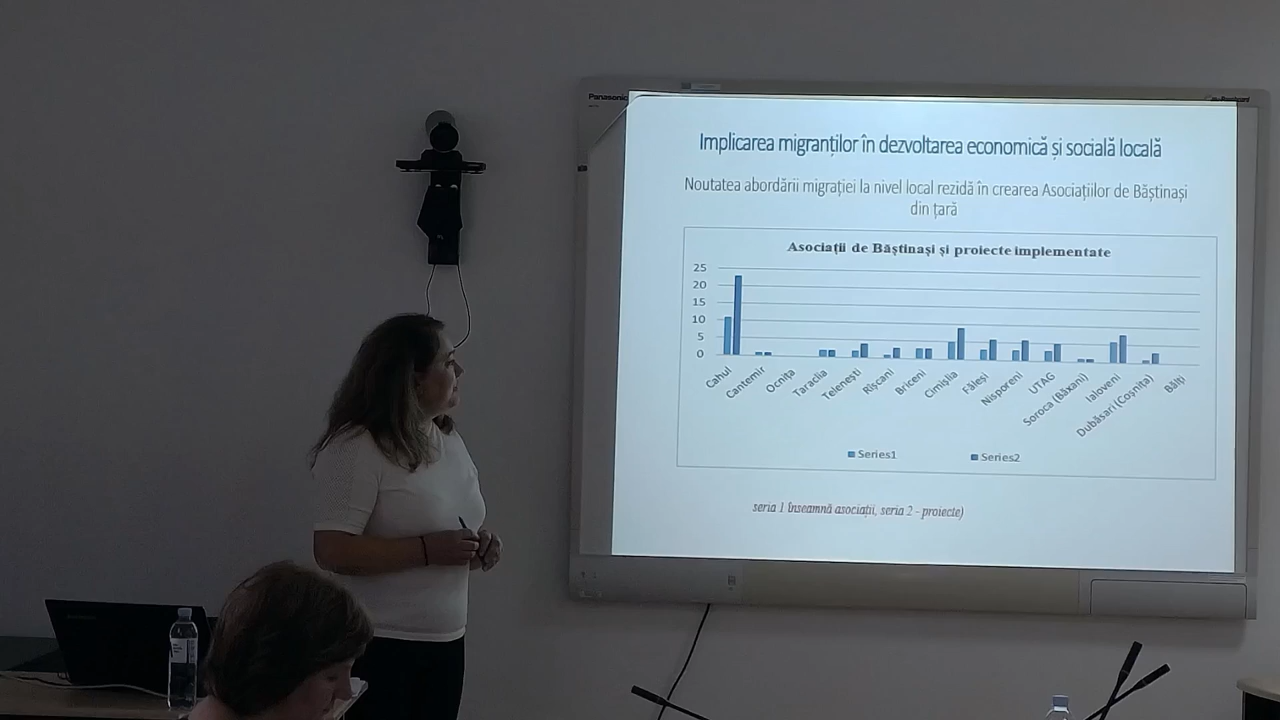 Panasonic
Implicarea migranților în dezvoltarea economică și socială locală
Noutatea abordării migrației la nivel local rezidă în crearea Asociațiilor de Băștinași
din țară
Asociații de Băștinași și proiecte implementate
25
20
15
10
5
0
Cahul
Cantemir
Ocnița
Taraclia
Telenești
Rîșcani
Briceni
Cimișlia
Fălești
Nisporeni
UTAG
Soroca (Băxani)
Ialoveni
Dubăsari (Coșnița)
Bălți
Series1
Series2
seria 1 înseamnă asociații, seria 2 - proiecte)